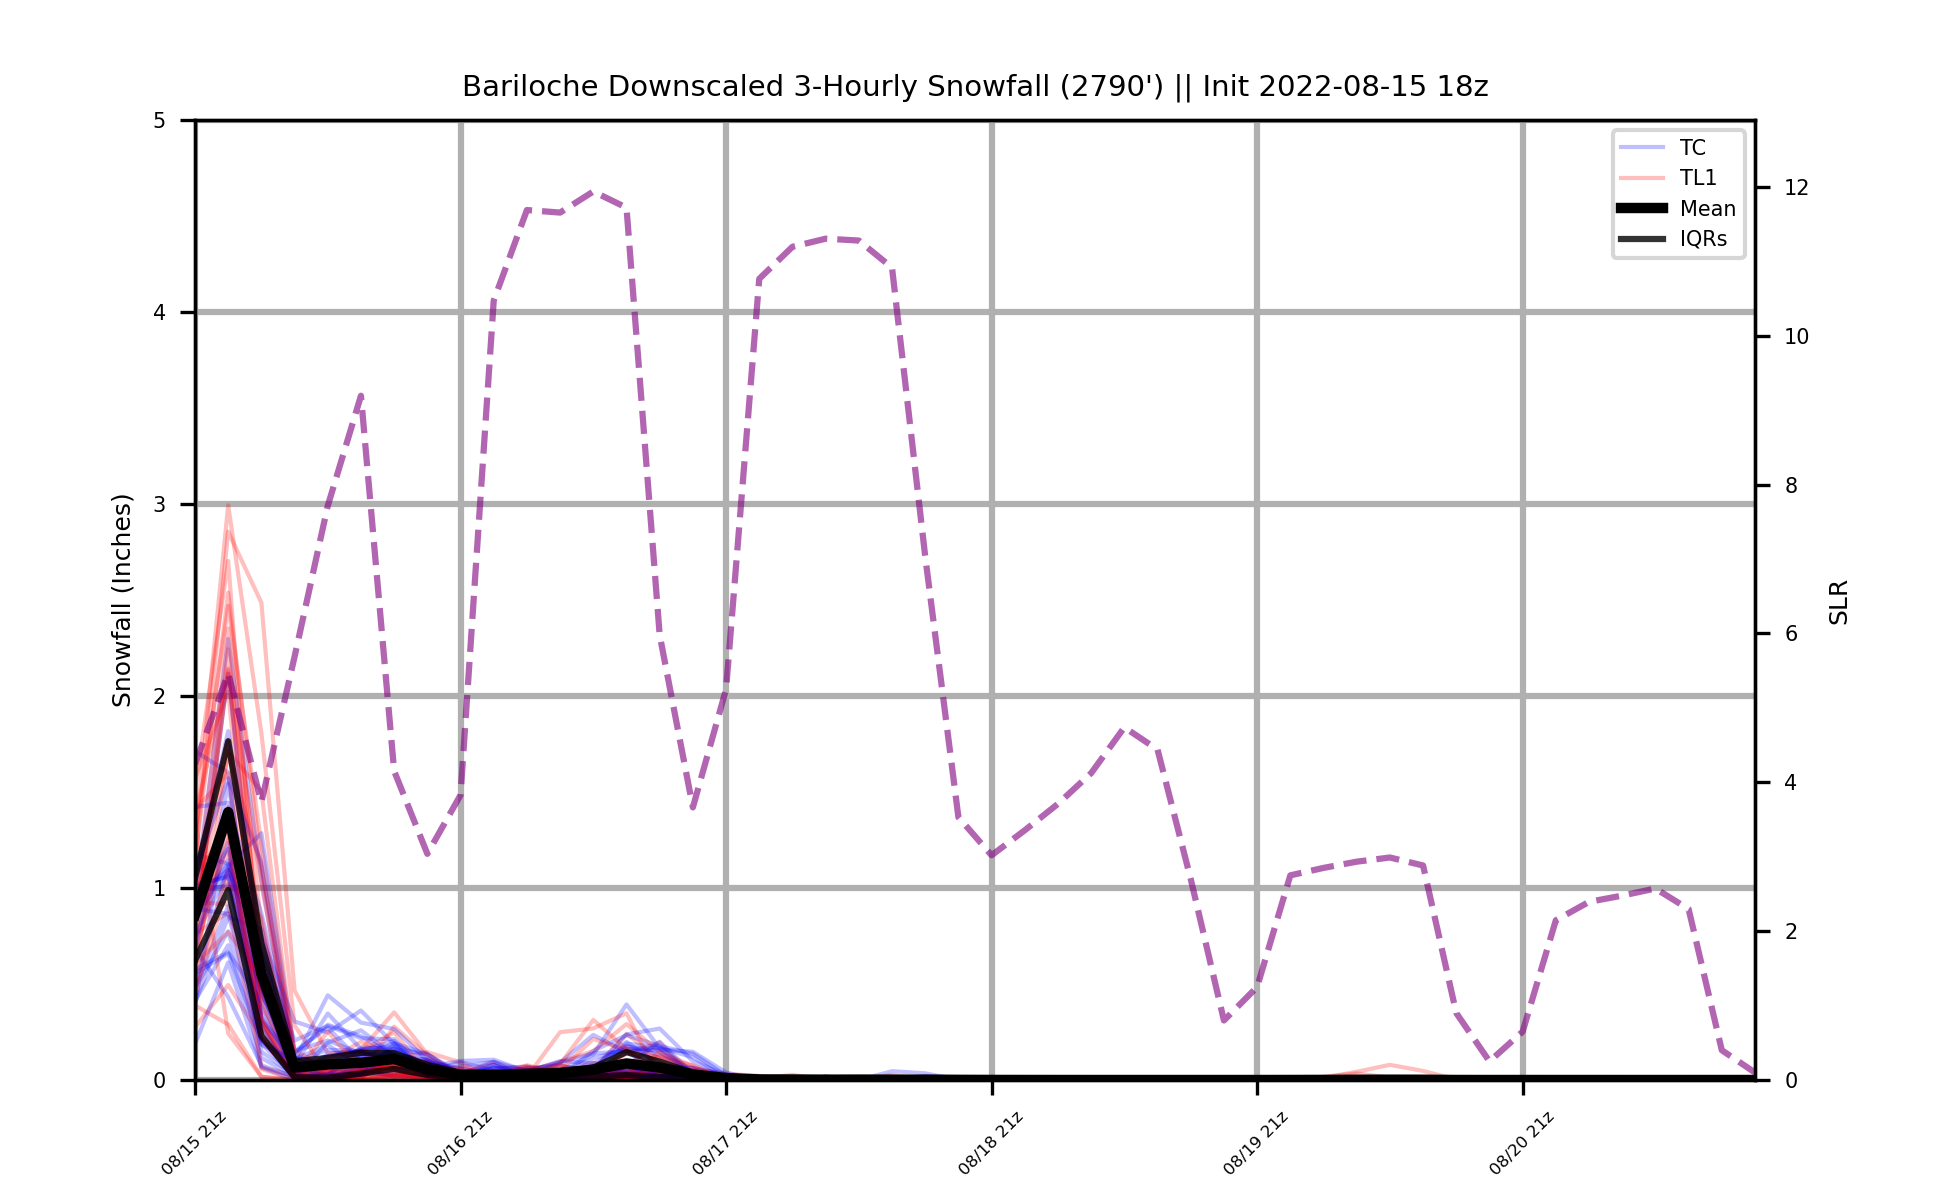 Bariloche Downscaled 3-Hourly Snowfall (2790') || Init 2022-08-15 18z
5
4
3
2
1
0
Snowfall (Inches)
TC
TL1
Mean
IQRs
12
10
8
6
4
2
0
SLR
08/15 21z
08/16 21z
08/17 21z
08/18 21z
08/19 21z
08/20 21z